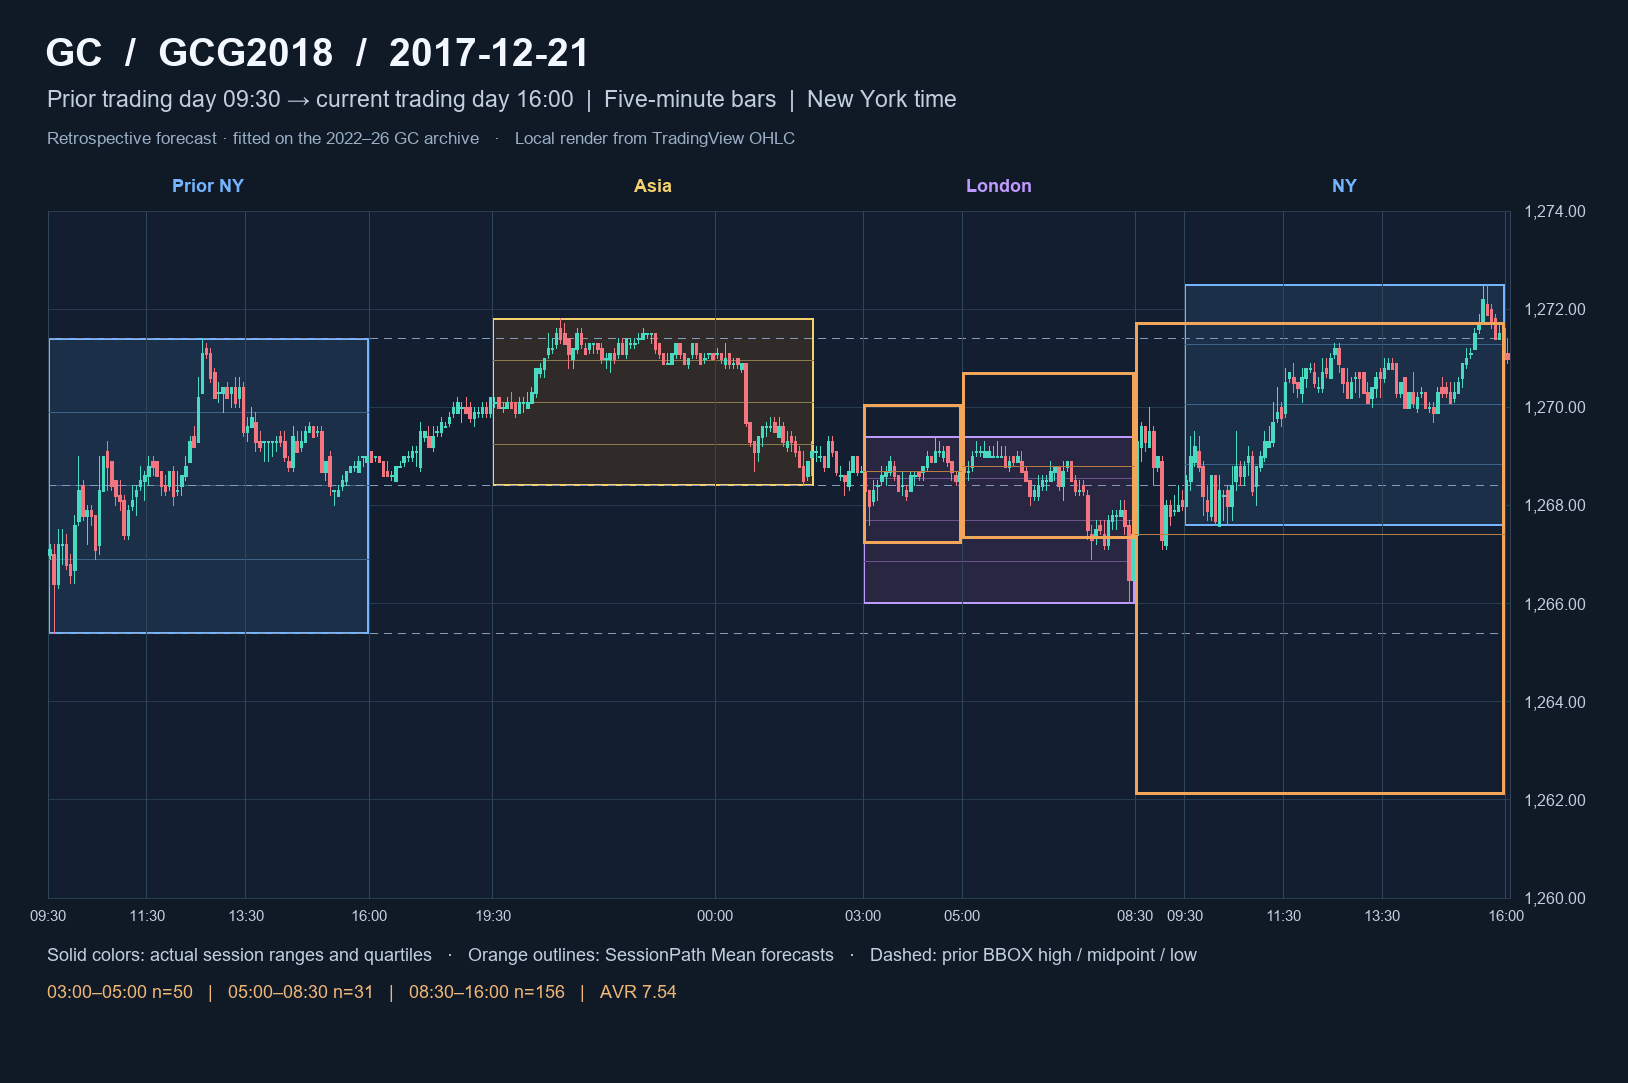 GC / GCG2018 / 2017-12-21
Prior trading day 09:30 → current trading day 16:00 | Five-minute bars | New York time
Retrospective forecast · fitted on the 2022–26 GC archive · Local render from TradingView OHLC
Prior NY Asia London NY
1,274.00
1,272.00
1,270.00
1,268.00
1,266.00
1,264.00
1,262.00
1,260.00
09:30 11:30 13:30 16:00 19:30 00:00 03:00 05:00 08:30 09:30 11:30 13:30 16:00
Solid colors: actual session ranges and quartiles · Orange outlines: SessionPath Mean forecasts · Dashed: prior BBOX high / midpoint / low
03:00–05:00 n=50 | 05:00–08:30 n=31 | 08:30–16:00 n=156 | AVR 7.54